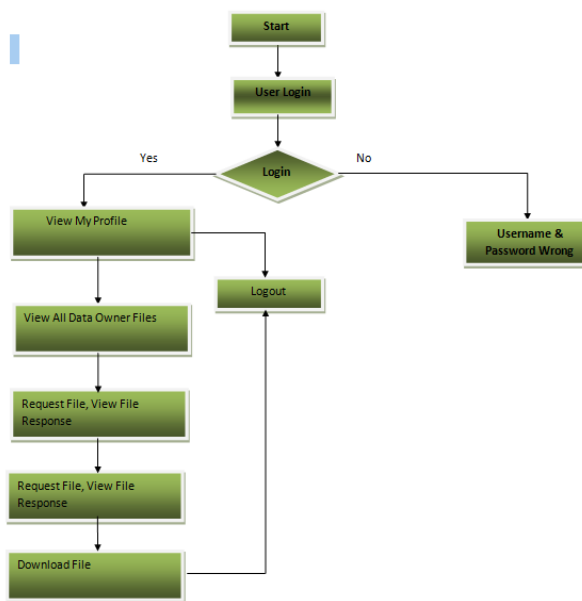 Start
User Login
Yes
Login
No
View My Profile
Username &
Password Wrong
Logout
View All Data Owner Files
Request File, View File
Response
Request File, View File
Response
Download File